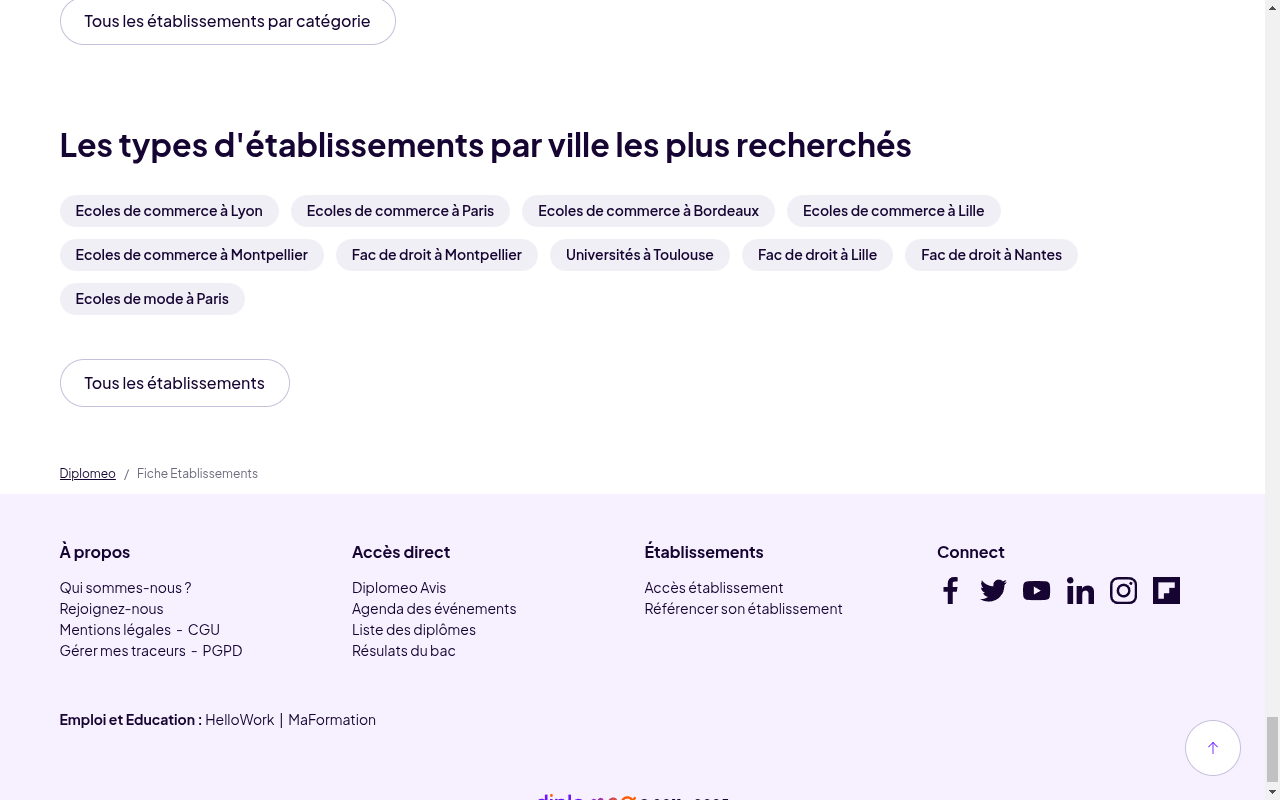 Tous les établissements par catégorie
Les types d'établissements par ville les plus recherchés
Ecoles de commerce à Lyon
Ecoles de commerce à Paris
Ecoles de commerce à Bordeaux
Ecoles de commerce à Lille
Ecoles de commerce à Montpellier
Fac de droit à Montpellier
Universités à Toulouse
Fac de droit à Lille
Fac de droit à Nantes
Ecoles de mode à Paris
Tous les établissements
Diplomeo / Fiche Etablissements
À propos
Qui sommes-nous ?
Rejoignez-nous
Mentions légales - CGU
Gérer mes traceurs - PGPD
Accès direct
Diplomeo Avis
Agenda des événements
Liste des diplômes
Résulats du bac
Établissements
Accès établissement
Référencer son établissement
Connect
Emploi et Education : HelloWork | MaFormation